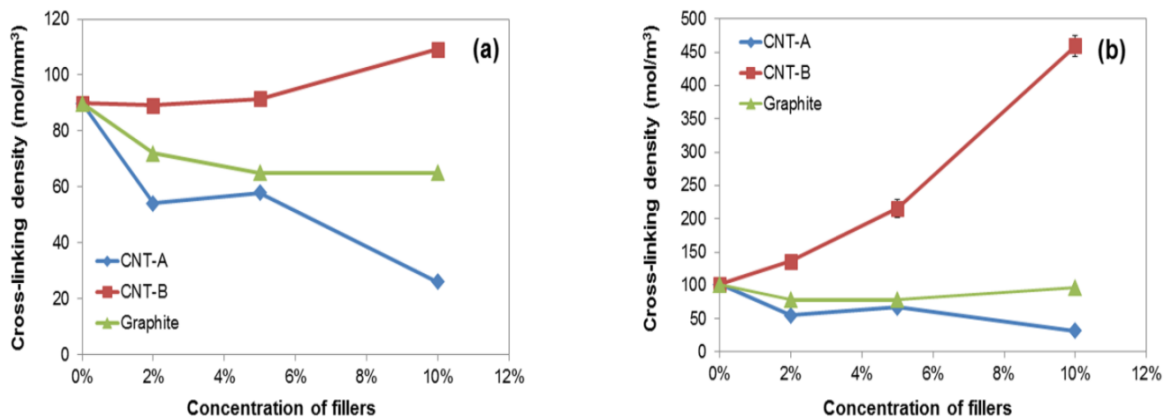 (a)
Cross-linking density (mol/mm³)
120
100
80
60
40
20
0
CNT-A
CNT-B
Graphite
0% 2% 4% 6% 8% 10% 12%
Concentration of fillers
(b)
Cross-linking density (mol/m³)
500
450
400
350
300
250
200
150
100
50
0
CNT-A
CNT-B
Graphite
0% 2% 4% 6% 8% 10% 12%
Concentration of fillers